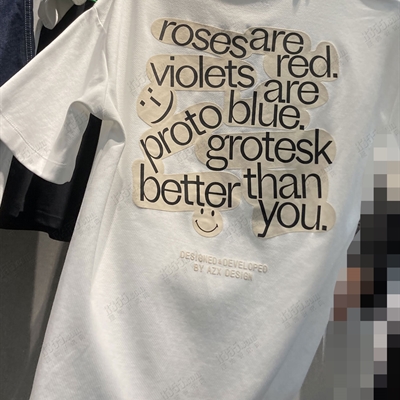 roses are
red.
violets are
blue.
proto
grotesk
better than
you.
DESIGNED+DEVELOPED
BY AZX DESIGN